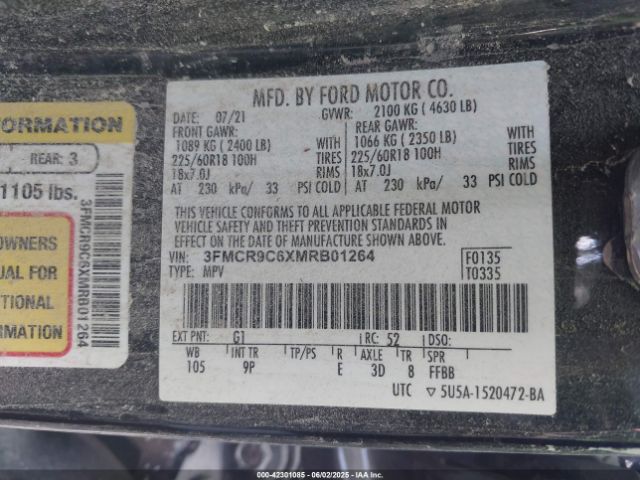 FORMATION
REAR: 3
1105 lbs.
OWNERS
UAL FOR
TIONAL
RMATION
3FMCR9C6XMRB01264
MFD. BY FORD MOTOR CO.
DATE: 07/21 GVWR: 2100 KG ( 4630 LB)
FRONT GAWR: REAR GAWR:
1089 KG ( 2400 LB) WITH 1066 KG ( 2350 LB) WITH
225/60R18 100H TIRES 225/60R18 100H TIRES
18x7.0J RIMS 18x7.0J RIMS
AT 230 kPa/ 33 PSI COLD AT 230 kPa/ 33 PSI COLD
THIS VEHICLE CONFORMS TO ALL APPLICABLE FEDERAL MOTOR
VEHICLE SAFETY AND THEFT PREVENTION STANDARDS IN
EFFECT ON THE DATE OF MANUFACTURE SHOWN ABOVE.
VIN: 3FMCR9C6XMRB01264 F0135
TYPE: MPV T0335
EXT PNT: G1 RC: 52 DSO:
WB INT TR TP/PS R AXLE TR SPR
105 9P E 3D 8 FFBB
UTC ▽ 5U5A-1520472-BA
000-42301085 - 06/02/2025 - IAAI.COM